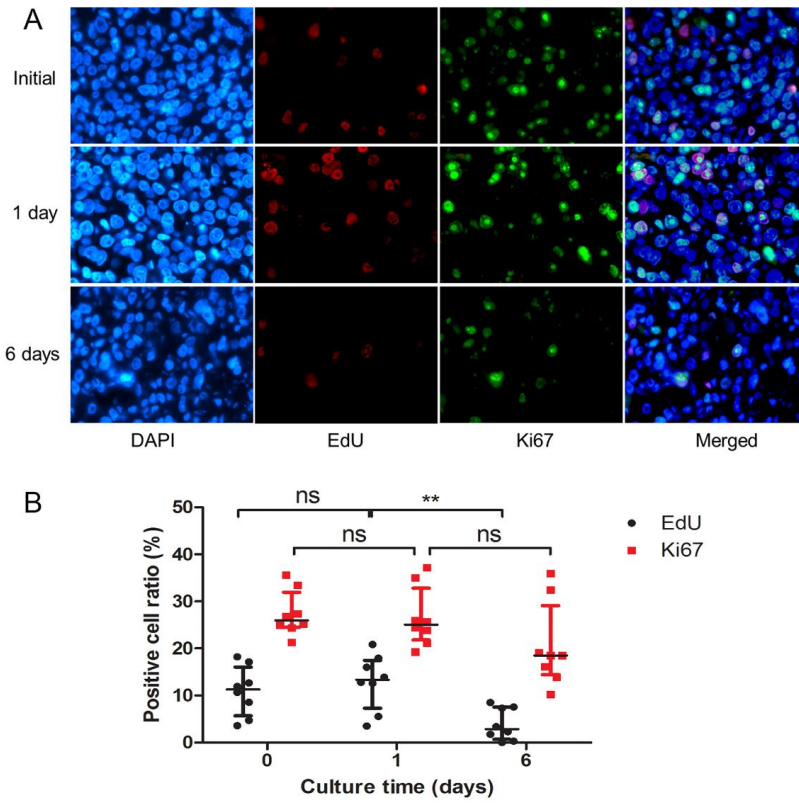 A
Initial
1 day
6 days
DAPI EdU Ki67 Merged
B
Positive cell ratio (%)
50
40
30
20
10
0
ns **
ns ns
EdU
Ki67
0 1 6
Culture time (days)